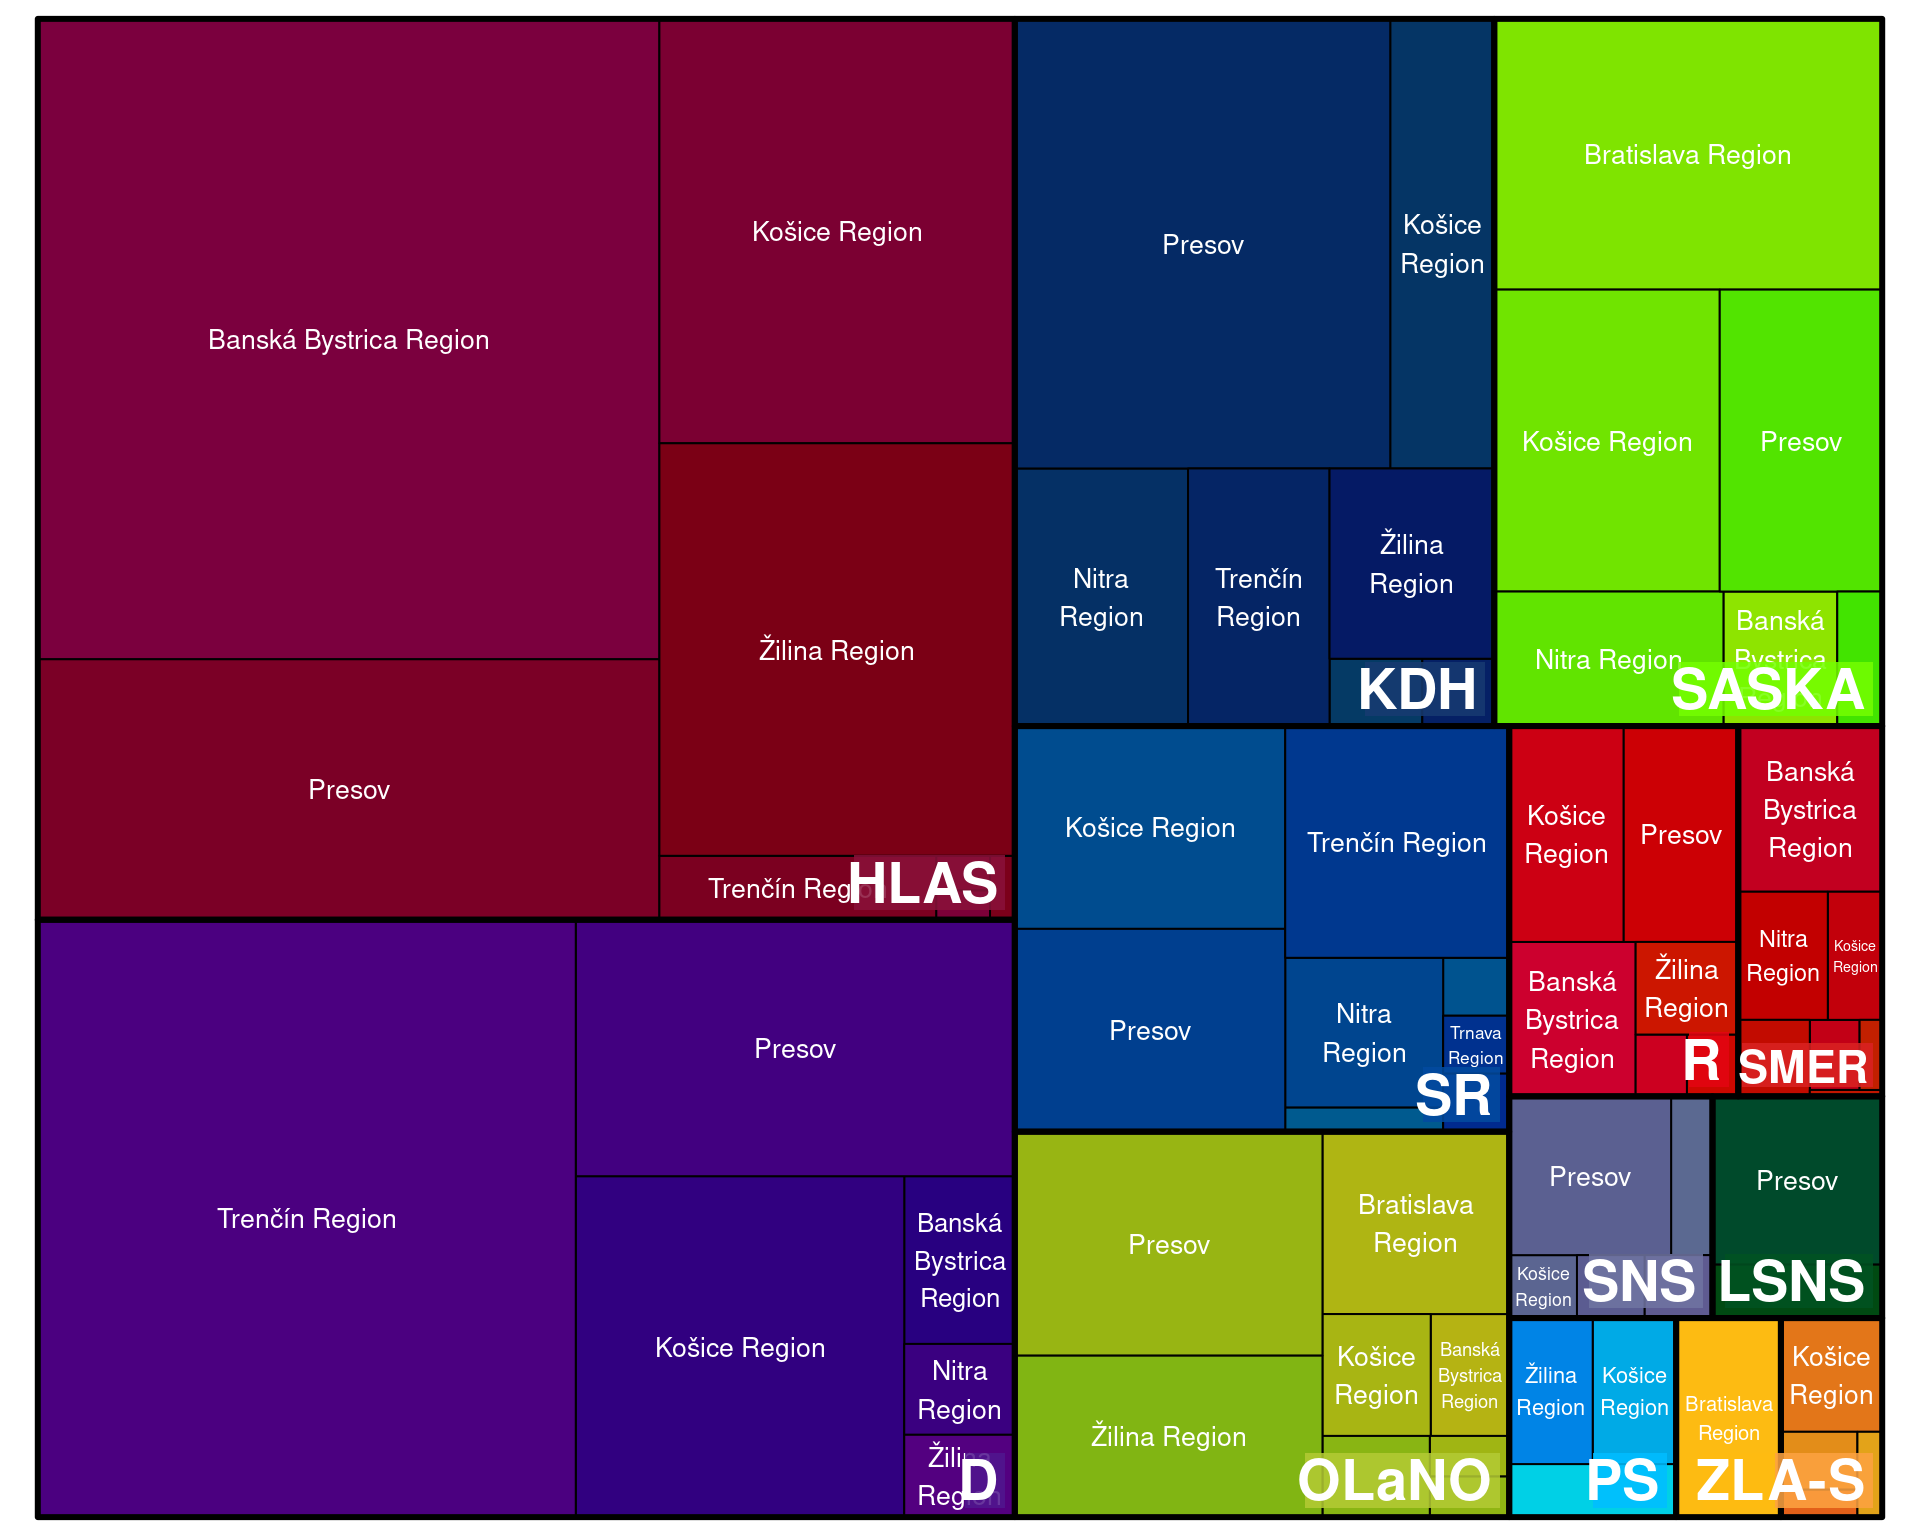 Banská Bystrica Region
Košice Region
Žilina Region
Presov
Trenčín Region
HLAS
Trenčín Region
Presov
Košice Region
Banská
Bystrica
Region
Nitra
Region
Žilina
Region
D
Presov
Košice
Region
Nitra
Region
Trenčín
Region
Žilina
Region
KDH
Bratislava Region
Košice Region
Presov
Nitra Region
Banská
Bystrica
SASKA
Košice Region
Trenčín Region
Presov
Nitra
Region
Trnava
Region
SR
Košice
Region
Presov
Banská
Bystrica
Region
Žilina
Region
R
Banská
Bystrica
Region
Nitra
Region
Košice
Region
SMER
Presov
Bratislava
Region
Žilina Region
Košice
Region
Banská
Bystrica
Region
OLaNO
Presov
Košice
Region
SNS
Presov
LSNS
Žilina
Region
Košice
Region
PS
Bratislava
Region
Košice
Region
ZLA-S